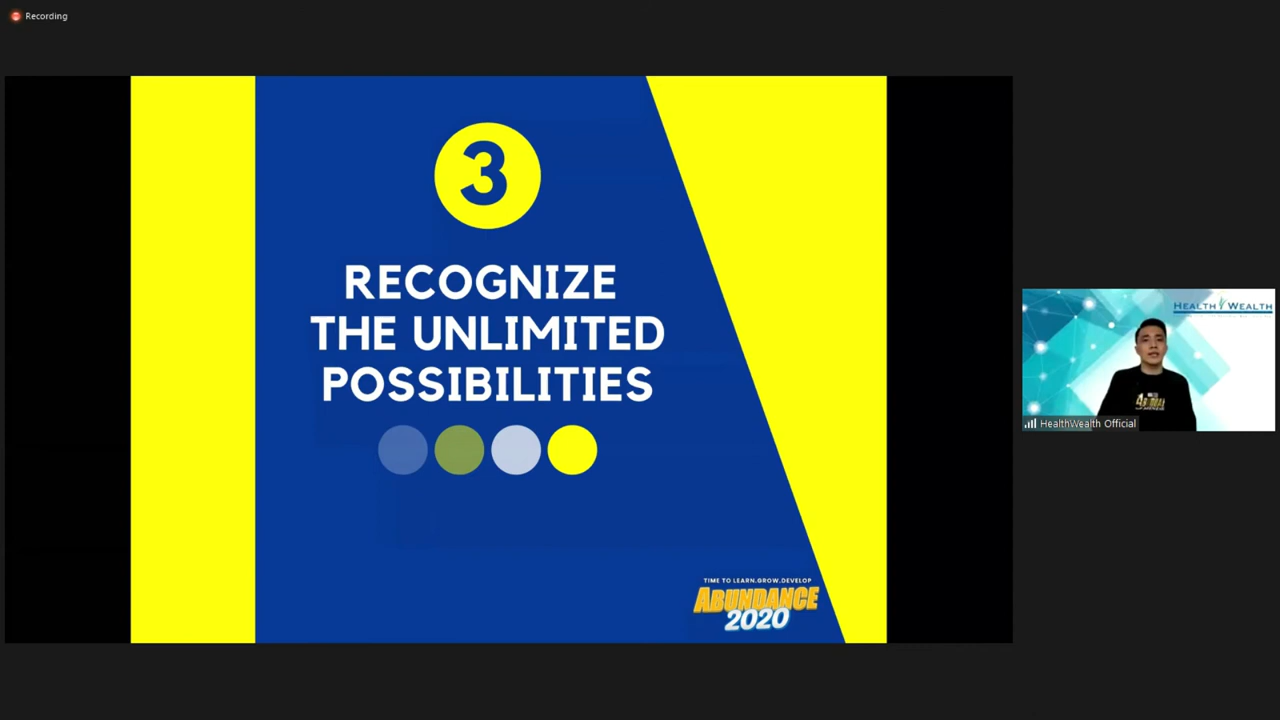 Recording
3
RECOGNIZE
THE UNLIMITED
POSSIBILITIES
TIME TO LEARN.GROW.DEVELOP
ABUNDANCE
2020
HEALTH WEALTH
HealthWealth Official